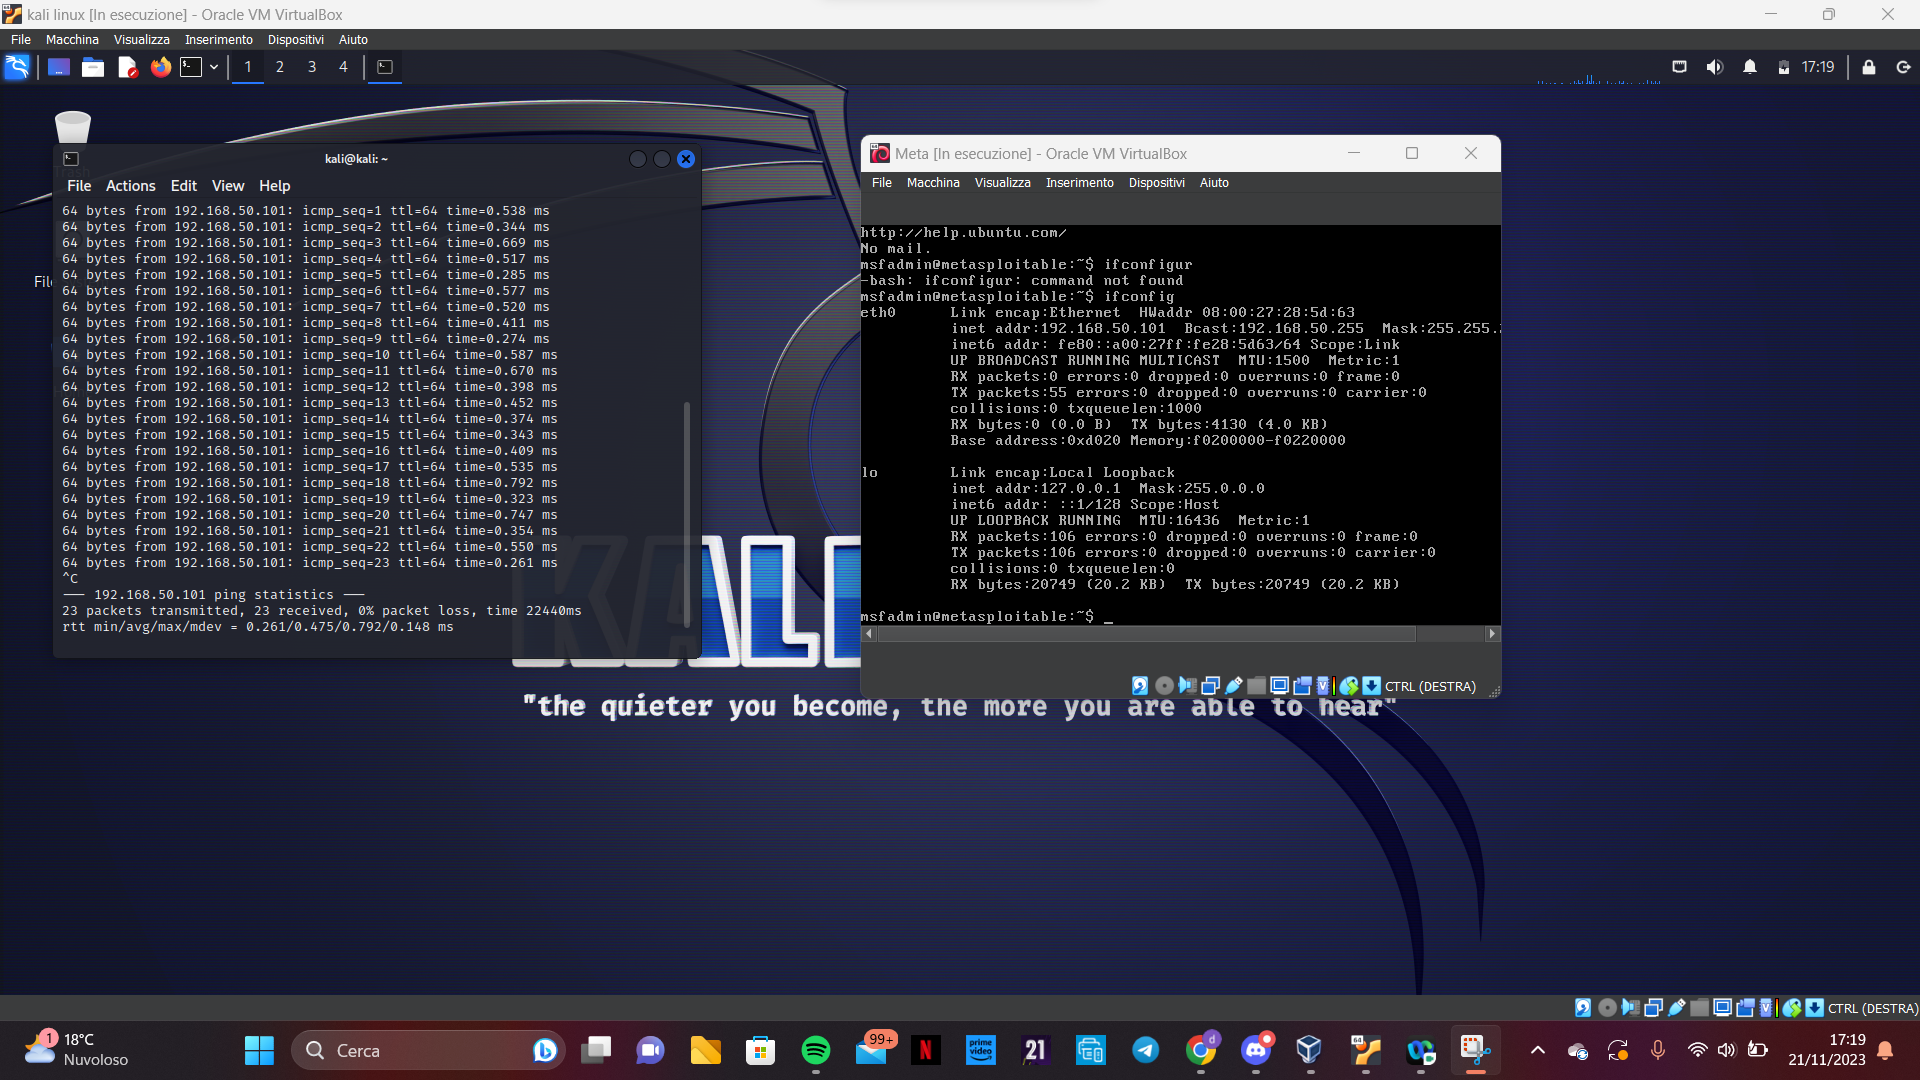 kali linux [In esecuzione] - Oracle VM VirtualBox
File Macchina Visualizza Inserimento Dispositivi Aiuto
1 2 3 4 17:19
kali@kali: ~
File Actions Edit View Help
64 bytes from 192.168.50.101: icmp_seq=1 ttl=64 time=0.538 ms
64 bytes from 192.168.50.101: icmp_seq=2 ttl=64 time=0.344 ms
64 bytes from 192.168.50.101: icmp_seq=3 ttl=64 time=0.669 ms
64 bytes from 192.168.50.101: icmp_seq=4 ttl=64 time=0.517 ms
64 bytes from 192.168.50.101: icmp_seq=5 ttl=64 time=0.285 ms
64 bytes from 192.168.50.101: icmp_seq=6 ttl=64 time=0.577 ms
64 bytes from 192.168.50.101: icmp_seq=7 ttl=64 time=0.520 ms
64 bytes from 192.168.50.101: icmp_seq=8 ttl=64 time=0.411 ms
64 bytes from 192.168.50.101: icmp_seq=9 ttl=64 time=0.274 ms
64 bytes from 192.168.50.101: icmp_seq=10 ttl=64 time=0.587 ms
64 bytes from 192.168.50.101: icmp_seq=11 ttl=64 time=0.670 ms
64 bytes from 192.168.50.101: icmp_seq=12 ttl=64 time=0.398 ms
64 bytes from 192.168.50.101: icmp_seq=13 ttl=64 time=0.452 ms
64 bytes from 192.168.50.101: icmp_seq=14 ttl=64 time=0.374 ms
64 bytes from 192.168.50.101: icmp_seq=15 ttl=64 time=0.343 ms
64 bytes from 192.168.50.101: icmp_seq=16 ttl=64 time=0.409 ms
64 bytes from 192.168.50.101: icmp_seq=17 ttl=64 time=0.535 ms
64 bytes from 192.168.50.101: icmp_seq=18 ttl=64 time=0.792 ms
64 bytes from 192.168.50.101: icmp_seq=19 ttl=64 time=0.323 ms
64 bytes from 192.168.50.101: icmp_seq=20 ttl=64 time=0.747 ms
64 bytes from 192.168.50.101: icmp_seq=21 ttl=64 time=0.354 ms
64 bytes from 192.168.50.101: icmp_seq=22 ttl=64 time=0.550 ms
64 bytes from 192.168.50.101: icmp_seq=23 ttl=64 time=0.261 ms
^C
--- 192.168.50.101 ping statistics ---
23 packets transmitted, 23 received, 0% packet loss, time 22440ms
rtt min/avg/max/mdev = 0.261/0.475/0.792/0.148 ms
Meta [In esecuzione] - Oracle VM VirtualBox
File Macchina Visualizza Inserimento Dispositivi Aiuto
http://help.ubuntu.com/
No mail.
msfadmin@metasploitable:~$ ifconfigur
-bash: ifconfigur: command not found
msfadmin@metasploitable:~$ ifconfig
eth0 Link encap:Ethernet HWaddr 08:00:27:28:5d:63
inet addr:192.168.50.101 Bcast:192.168.50.255 Mask:255.255.
inet6 addr: fe80::a00:27ff:fe28:5d63/64 Scope:Link
UP BROADCAST RUNNING MULTICAST MTU:1500 Metric:1
RX packets:0 errors:0 dropped:0 overruns:0 frame:0
TX packets:55 errors:0 dropped:0 overruns:0 carrier:0
collisions:0 txqueuelen:1000
RX bytes:0 (0.0 B) TX bytes:4130 (4.0 KB)
Base address:0xd020 Memory:f0200000-f0220000
lo Link encap:Local Loopback
inet addr:127.0.0.1 Mask:255.0.0.0
inet6 addr: ::1/128 Scope:Host
UP LOOPBACK RUNNING MTU:16436 Metric:1
RX packets:106 errors:0 dropped:0 overruns:0 frame:0
TX packets:106 errors:0 dropped:0 overruns:0 carrier:0
collisions:0 txqueuelen:0
RX bytes:20749 (20.2 KB) TX bytes:20749 (20.2 KB)
msfadmin@metasploitable:~$ _
CTRL (DESTRA)
KALI
"the quieter you become, the more you are able to hear"
CTRL (DESTRA)
1 18°C
Nuvoloso
Cerca
99+
N
prime video
21
17:19
21/11/2023